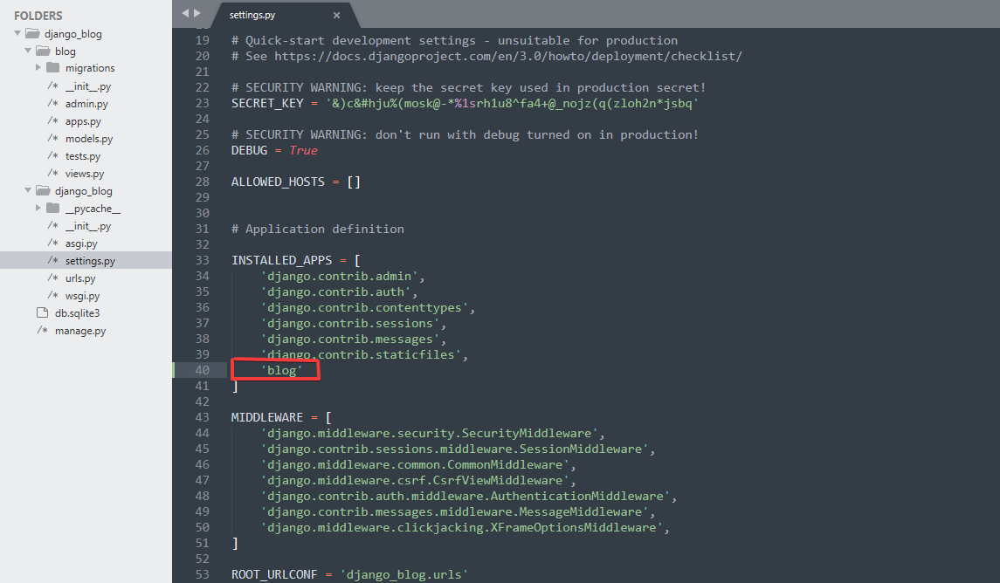 FOLDERS
django_blog
blog
migrations
/* __init__.py
/* admin.py
/* apps.py
/* models.py
/* tests.py
/* views.py
django_blog
__pycache__
/* __init__.py
/* asgi.py
/* settings.py
/* urls.py
/* wsgi.py
db.sqlite3
/* manage.py
settings.py ×
19 # Quick-start development settings - unsuitable for production
20 # See https://docs.djangoproject.com/en/3.0/howto/deployment/checklist/
21
22 # SECURITY WARNING: keep the secret key used in production secret!
23 SECRET_KEY = '&)c&#hju%(mosk@-*%1srh1u8^fa4+@_nojz(q(zloh2n*jsbq'
24
25 # SECURITY WARNING: don't run with debug turned on in production!
26 DEBUG = True
27
28 ALLOWED_HOSTS = []
29
30
31 # Application definition
32
33 INSTALLED_APPS = [
34     'django.contrib.admin',
35     'django.contrib.auth',
36     'django.contrib.contenttypes',
37     'django.contrib.sessions',
38     'django.contrib.messages',
39     'django.contrib.staticfiles',
40     'blog'
41 ]
42
43 MIDDLEWARE = [
44     'django.middleware.security.SecurityMiddleware',
45     'django.contrib.sessions.middleware.SessionMiddleware',
46     'django.middleware.common.CommonMiddleware',
47     'django.middleware.csrf.CsrfViewMiddleware',
48     'django.contrib.auth.middleware.AuthenticationMiddleware',
49     'django.contrib.messages.middleware.MessageMiddleware',
50     'django.middleware.clickjacking.XFrameOptionsMiddleware',
51 ]
52
53 ROOT_URLCONF = 'django_blog.urls'